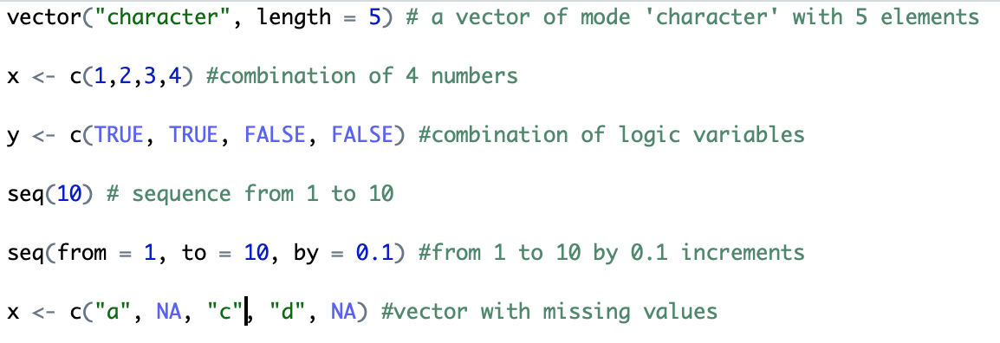 vector("character", length = 5) # a vector of mode 'character' with 5 elements
x <- c(1,2,3,4) #combination of 4 numbers
y <- c(TRUE, TRUE, FALSE, FALSE) #combination of logic variables
seq(10) # sequence from 1 to 10
seq(from = 1, to = 10, by = 0.1) #from 1 to 10 by 0.1 increments
x <- c("a", NA, "c", "d", NA) #vector with missing values